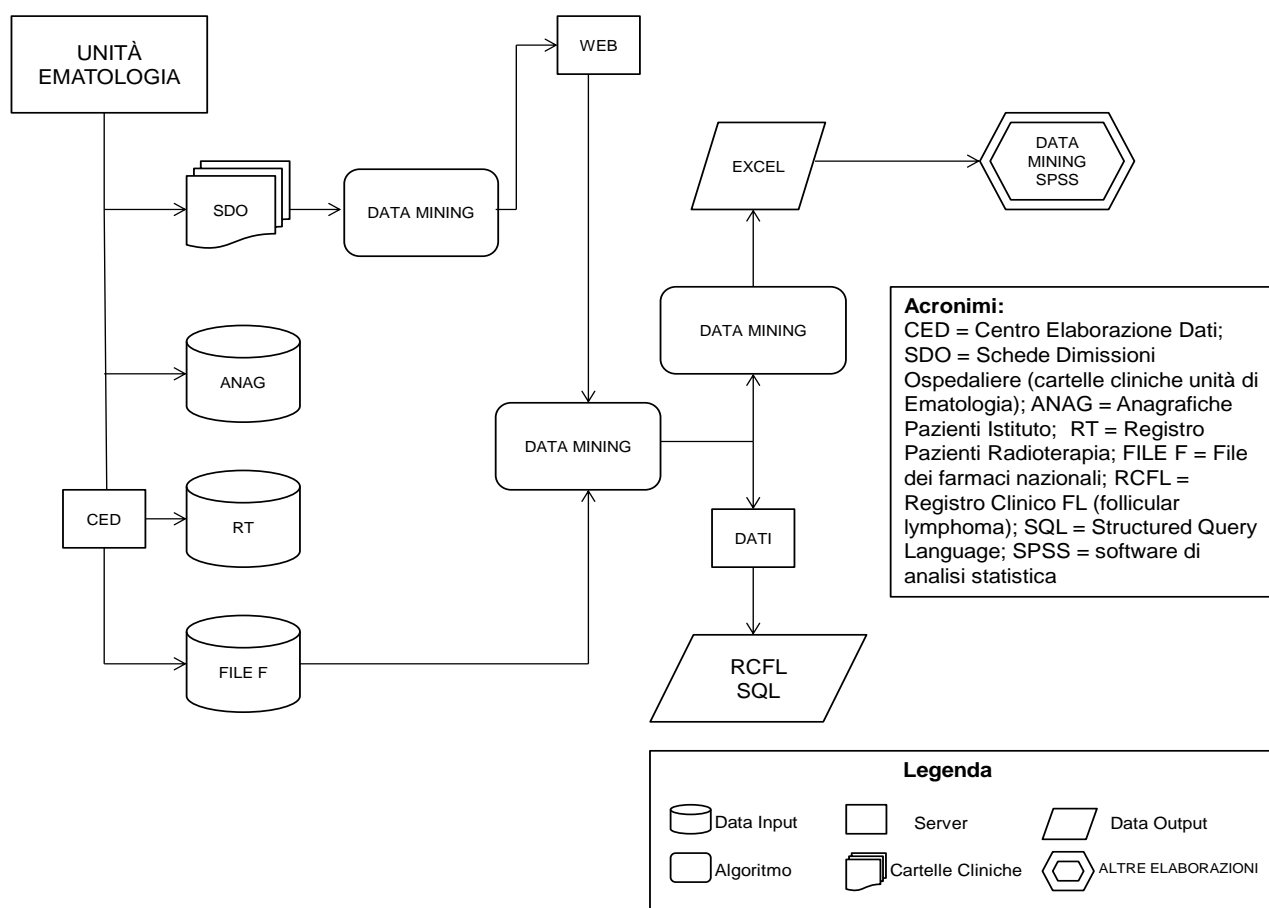 UNITÀ
EMATOLOGIA
WEB
SDO
DATA MINING
EXCEL
DATA
MINING
SPSS
ANAG
DATA MINING
DATA MINING
CED
RT
DATI
FILE F
RCFL
SQL
Acronimi:
CED = Centro Elaborazione Dati;
SDO = Schede Dimissioni
Ospedaliere (cartelle cliniche unità di
Ematologia); ANAG = Anagrafiche
Pazienti Istituto; RT = Registro
Pazienti Radioterapia; FILE F = File
dei farmaci nazionali; RCFL =
Registro Clinico FL (follicular
lymphoma); SQL = Structured Query
Language; SPSS = software di
analisi statistica
Legenda
Data Input
Server
Data Output
Algoritmo
Cartelle Cliniche
ALTRE ELABORAZIONI